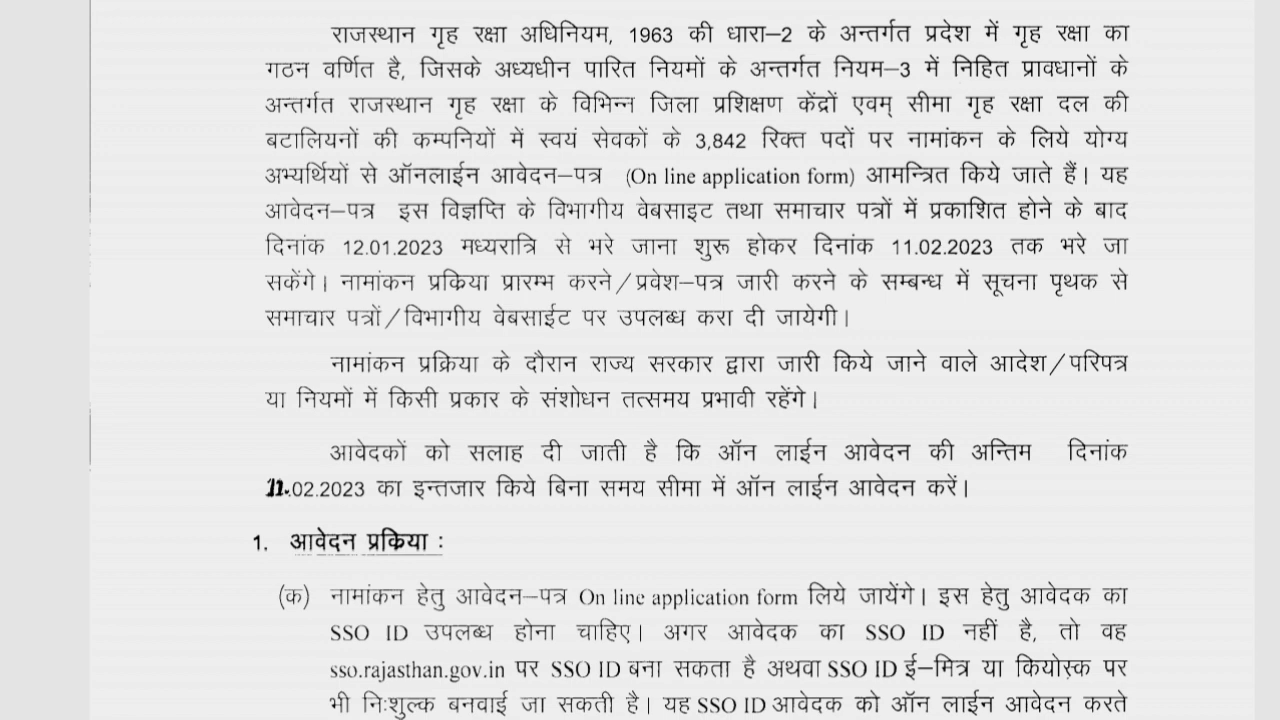 राजस्थान गृह रक्षा अधिनियम, 1963 की धारा–2 के अन्तर्गत प्रदेश में गृह रक्षा का
गठन वर्णित है, जिसके अध्यधीन पारित नियमों के अन्तर्गत नियम–3 में निहित प्रावधानों के
अन्तर्गत राजस्थान गृह रक्षा के विभिन्न जिला प्रशिक्षण केंद्रों एवम् सीमा गृह रक्षा दल की
बटालियनों की कम्पनियों में स्वयं सेवकों के 3,842 रिक्त पदों पर नामांकन के लिये योग्य
अभ्यर्थियों से ऑनलाईन आवेदन–पत्र (On line application form) आमन्त्रित किये जाते हैं। यह
आवेदन–पत्र इस विज्ञप्ति के विभागीय वेबसाइट तथा समाचार पत्रों में प्रकाशित होने के बाद
दिनांक 12.01.2023 मध्यरात्रि से भरे जाना शुरू होकर दिनांक 11.02.2023 तक भरे जा
सकेंगे। नामांकन प्रकिया प्रारम्भ करने/प्रवेश–पत्र जारी करने के सम्बन्ध में सूचना पृथक से
समाचार पत्रों/विभागीय वेबसाईट पर उपलब्ध करा दी जायेगी।
नामांकन प्रक्रिया के दौरान राज्य सरकार द्वारा जारी किये जाने वाले आदेश/परिपत्र
या नियमों में किसी प्रकार के संशोधन तत्समय प्रभावी रहेंगे।
आवेदकों को सलाह दी जाती है कि ऑन लाईन आवेदन की अन्तिम दिनांक
11.02.2023 का इन्तजार किये बिना समय सीमा में ऑन लाईन आवेदन करें।
1. आवेदन प्रकिया :
(क) नामांकन हेतु आवेदन–पत्र On line application form लिये जायेंगे। इस हेतु आवेदक का
SSO ID उपलब्ध होना चाहिए। अगर आवेदक का SSO ID नहीं है, तो वह
sso.rajasthan.gov.in पर SSO ID बना सकता है अथवा SSO ID ई–मित्र या कियोस्क पर
भी निःशुल्क बनवाई जा सकती है। यह SSO ID आवेदक को ऑन लाईन आवेदन करते